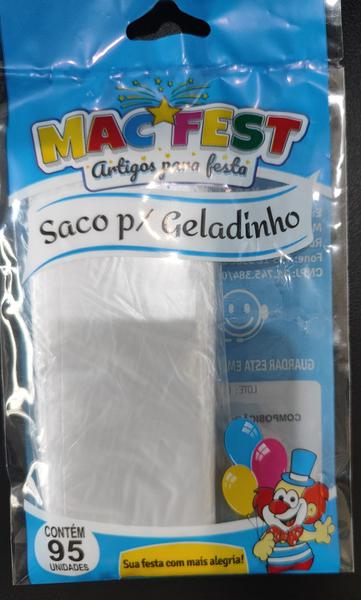 MAC FEST
Artigos para festa
Saco p/ Geladinho
GUARDAR ESTA EM
LOTE:
CONTÉM
95
UNIDADES
Sua festa com mais alegria!